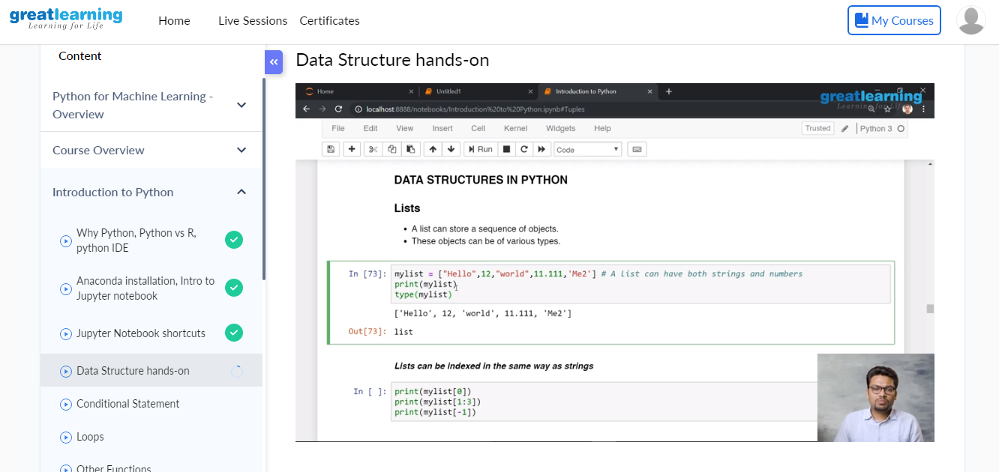 greatlearning
Learning for Life
Home
Live Sessions
Certificates
My Courses
Content
Python for Machine Learning -
Overview
Course Overview
Introduction to Python
Why Python, Python vs R,
python IDE
Anaconda installation, Intro to
Jupyter notebook
Jupyter Notebook shortcuts
Data Structure hands-on
Conditional Statement
Loops
Other Functions
Data Structure hands-on
Home
Untitled1
Introduction to Python
greatlearning
Learning for Life
localhost:8888/notebooks/Introduction%20to%20Python.ipynb#Tuples
File Edit View Insert Cell Kernel Widgets Help
Trusted
Python 3
Run
Code
DATA STRUCTURES IN PYTHON
Lists
• A list can store a sequence of objects.
• These objects can be of various types.
In [73]: mylist = ["Hello",12,"world",11.111,'Me2'] # A list can have both strings and numbers
print(mylist)
type(mylist)
['Hello', 12, 'world', 11.111, 'Me2']
Out[73]: list
Lists can be indexed in the same way as strings
In [ ]: print(mylist[0])
print(mylist[1:3])
print(mylist[-1])